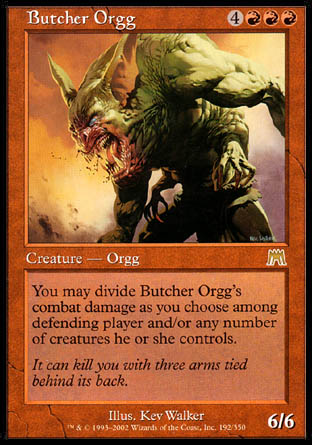 Butcher Orgg 4
Creature — Orgg
You may divide Butcher Orgg's
combat damage as you choose among
defending player and/or any number
of creatures he or she controls.
It can kill you with three arms tied
behind its back.
Illus. Kev Walker
™ & © 1993–2002 Wizards of the Coast, Inc. 192/350
6/6